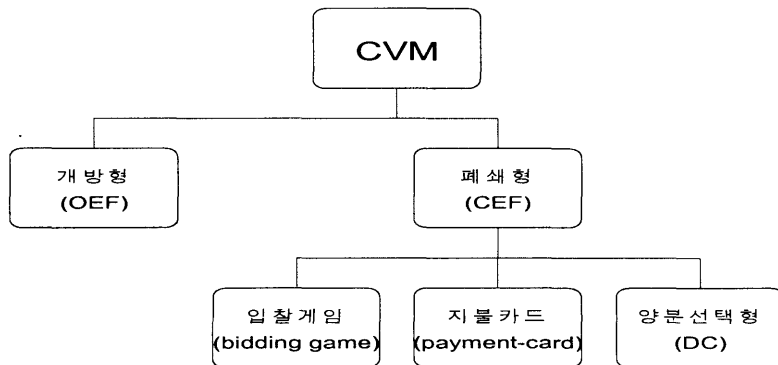 CVM
개방형
(OEF)
폐쇄형
(CEF)
입찰게임
(bidding game)
지불카드
(payment-card)
양분선택형
(DC)